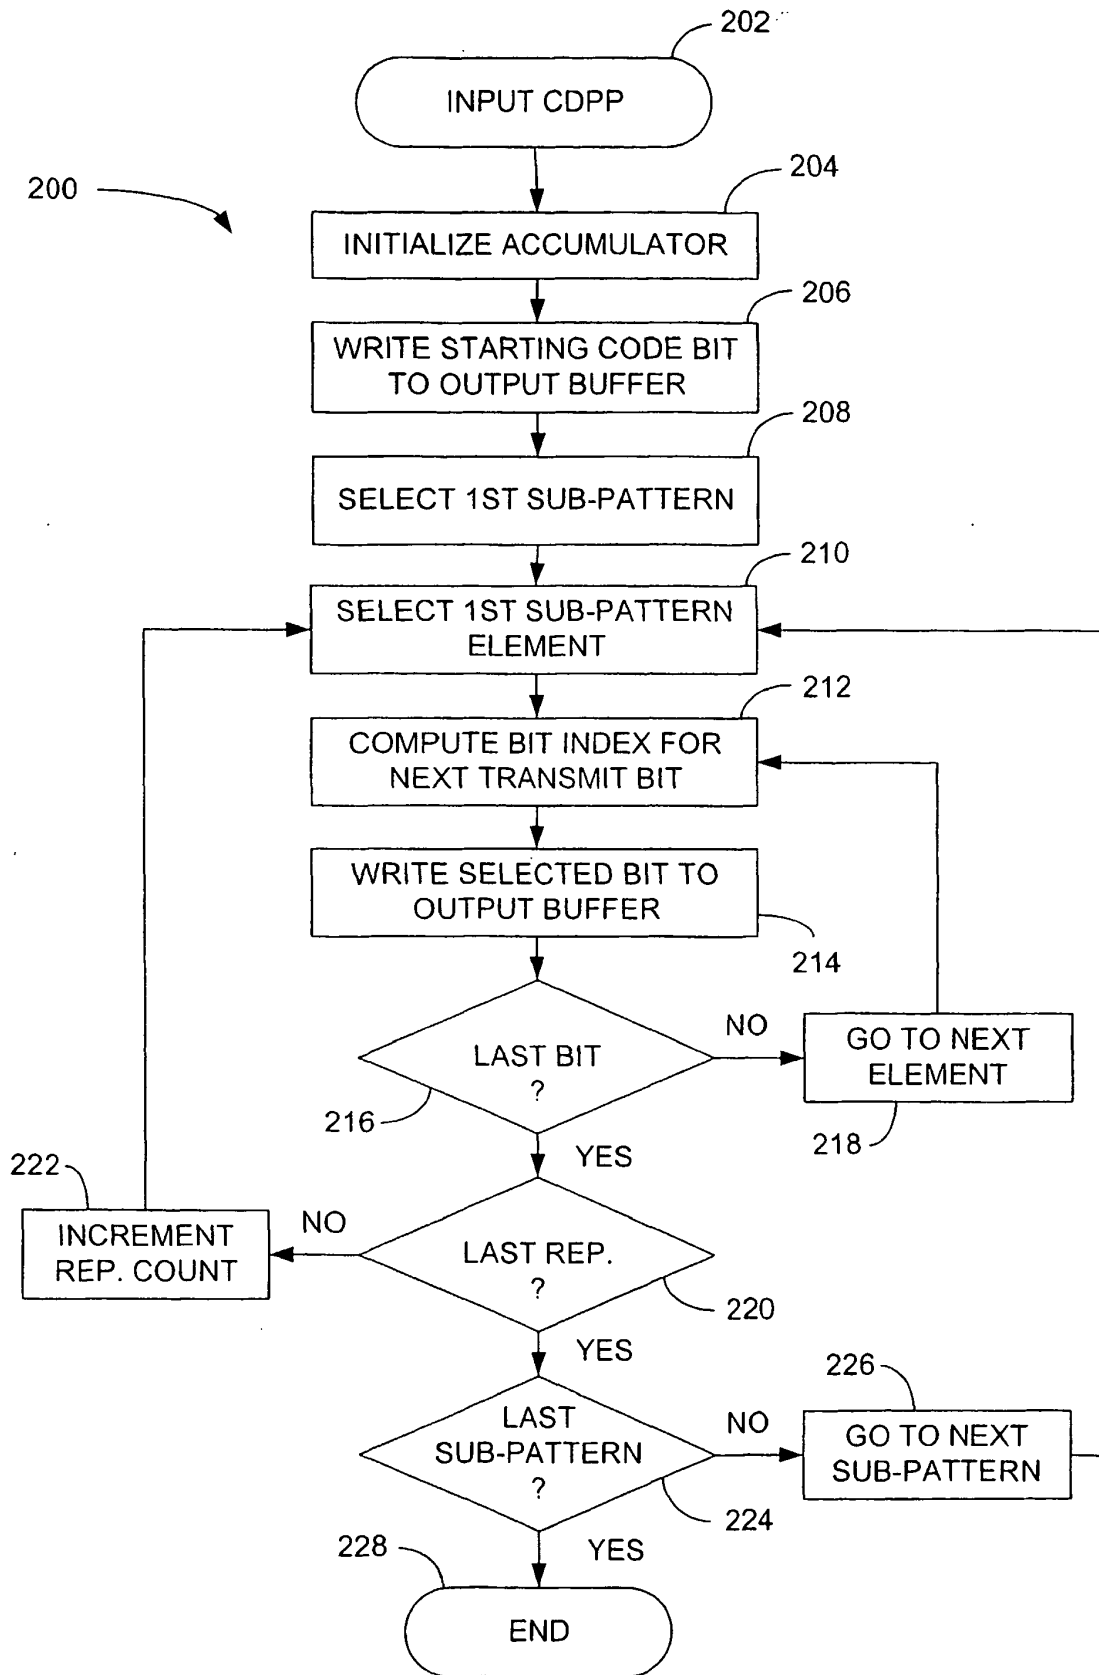 202
INPUT CDPP
200
204
INITIALIZE ACCUMULATOR
206
WRITE STARTING CODE BIT
TO OUTPUT BUFFER
208
SELECT 1ST SUB-PATTERN
210
SELECT 1ST SUB-PATTERN
ELEMENT
212
COMPUTE BIT INDEX FOR
NEXT TRANSMIT BIT
WRITE SELECTED BIT TO
OUTPUT BUFFER
214
LAST BIT
?
216
NO
GO TO NEXT
ELEMENT
218
YES
222
INCREMENT
REP. COUNT
NO
LAST REP.
?
220
YES
226
LAST
SUB-PATTERN
?
NO
GO TO NEXT
SUB-PATTERN
224
YES
228
END